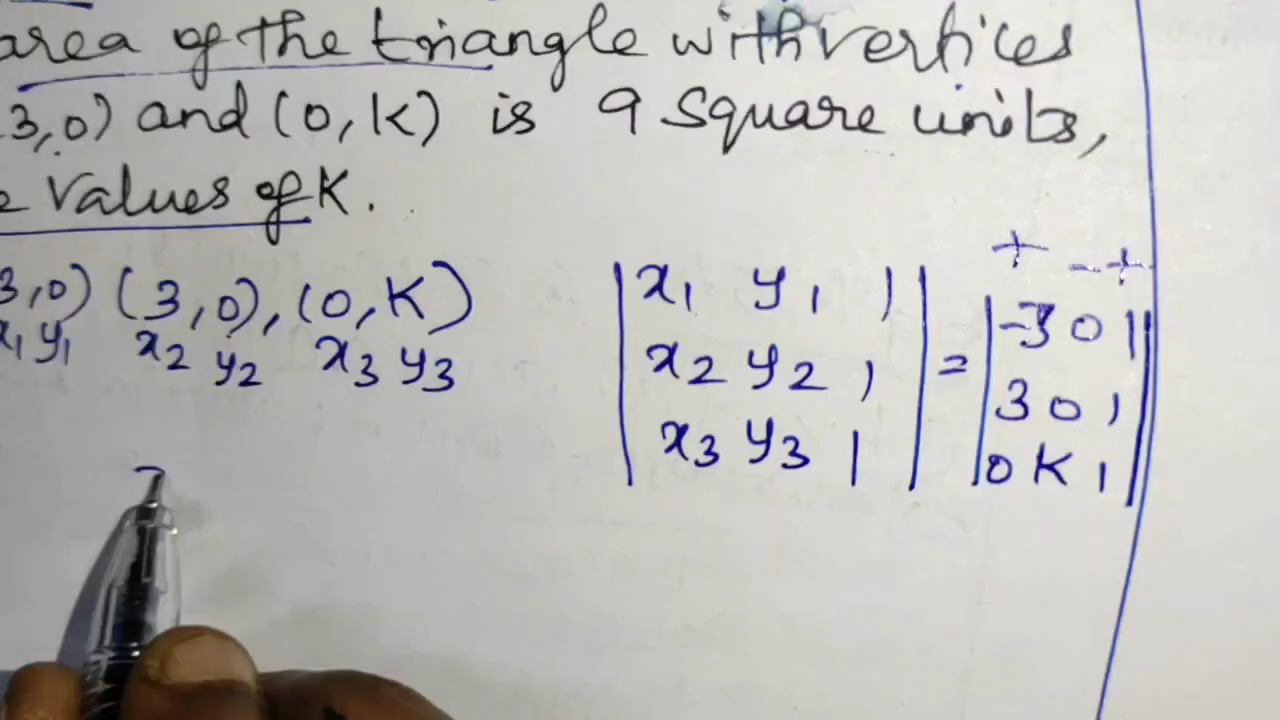 area of the triangle with vertices
3,0) and (0,K) is 9 square units,
values of K.
3,0) (3,0), (0,K)
x1 y1 x2 y2 x3 y3
+ - +
| x1 y1 1 | = | -3 0 1 |
| x2 y2 1 | | 3 0 1 |
| x3 y3 1 | | 0 K 1 |